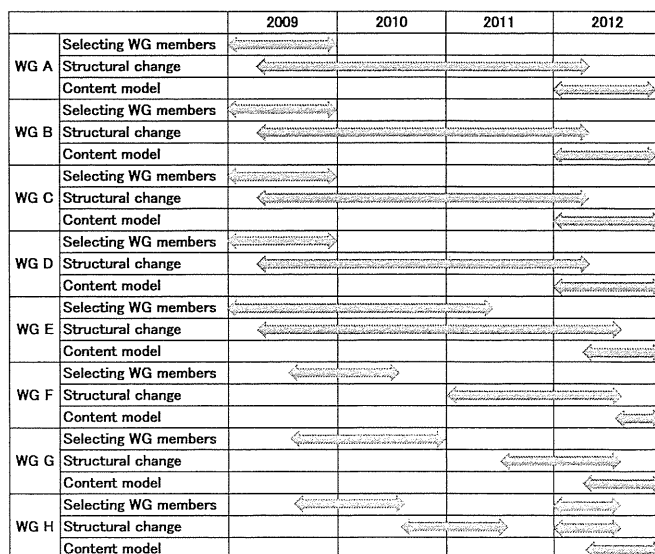 2009 2010 2011 2012
Selecting WG members
WG A Structural change
Content model
Selecting WG members
WG B Structural change
Content model
Selecting WG members
WG C Structural change
Content model
Selecting WG members
WG D Structural change
Content model
Selecting WG members
WG E Structural change
Content model
Selecting WG members
WG F Structural change
Content model
Selecting WG members
WG G Structural change
Content model
Selecting WG members
WG H Structural change
Content model